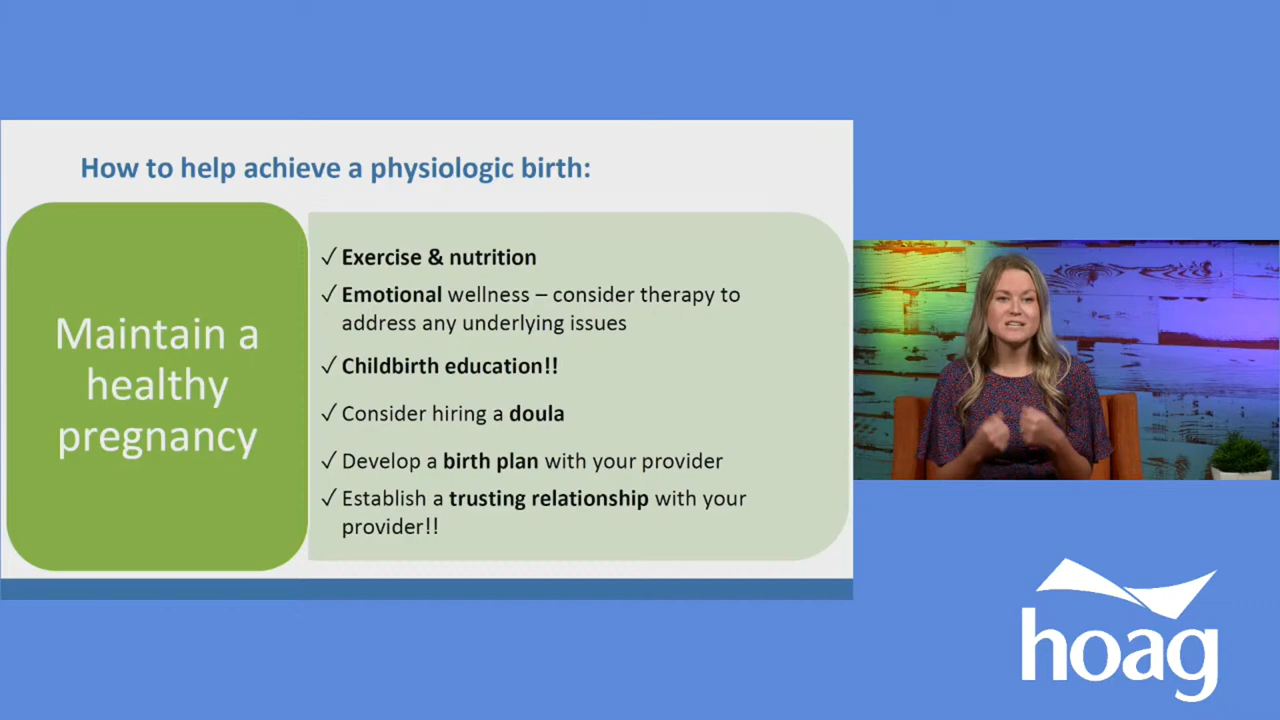 How to help achieve a physiologic birth:
Maintain a
healthy
pregnancy
✓ Exercise & nutrition
✓ Emotional wellness – consider therapy to
address any underlying issues
✓ Childbirth education!!
✓ Consider hiring a doula
✓ Develop a birth plan with your provider
✓ Establish a trusting relationship with your
provider!!
hoag